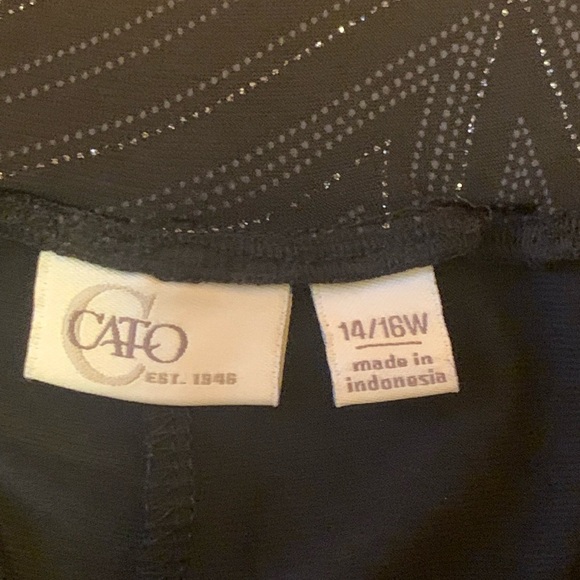 C
CATO
EST. 1946
14/16W
made in
indonesia